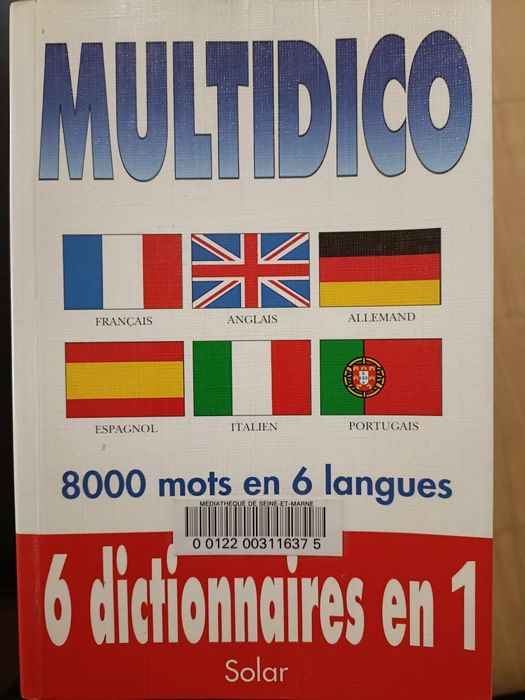 MULTIDICO
FRANÇAIS ANGLAIS ALLEMAND
ESPAGNOL ITALIEN PORTUGAIS
8000 mots en 6 langues
MEDIATHEQUE DE SEINE-ET-MARNE
0 0122 00311637 5
6 dictionnaires en 1
Solar